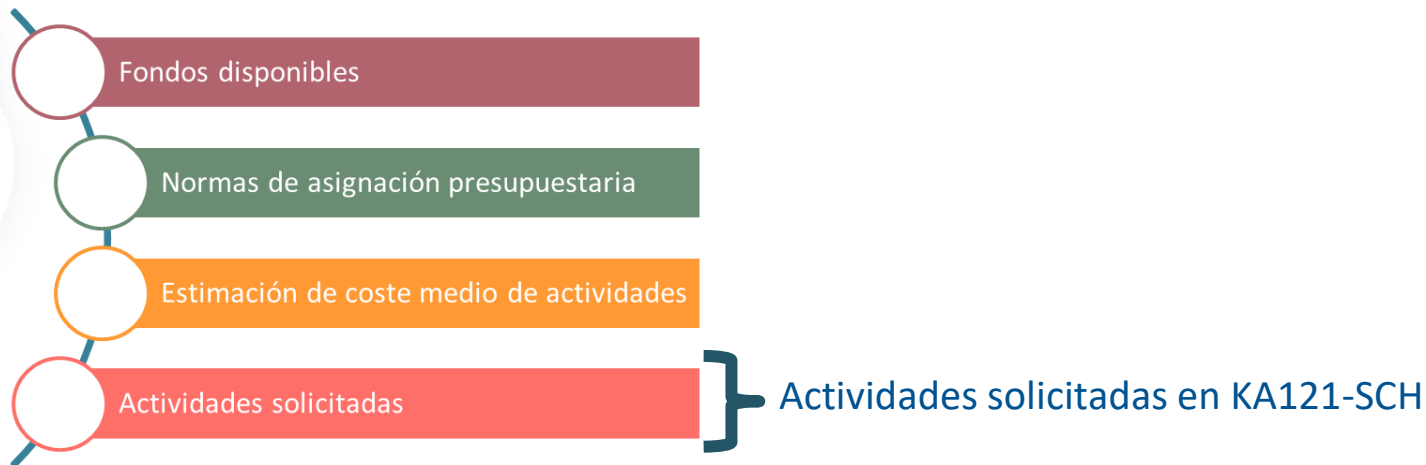 Fondos disponibles
Normas de asignación presupuestaria
Estimación de coste medio de actividades
Actividades solicitadas
Actividades solicitadas en KA121-SCH